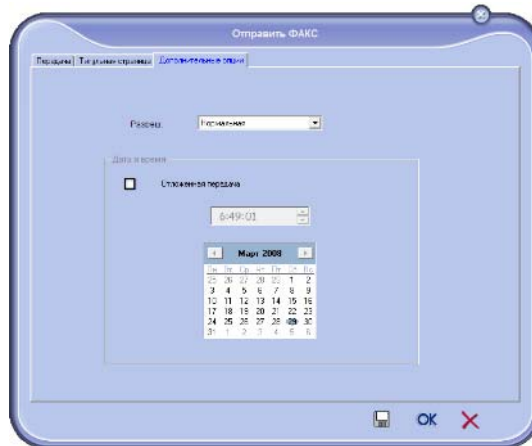 Отправить ФАКС
Передача Титульная страница Дополнительные опции
Разреш. Нормальная
Дата и время
Отложенная передача
6:49:01
Март 2008
Пн Вт Ср Чт Пт Сб Вс
25 26 27 28 29 1 2
3 4 5 6 7 8 9
10 11 12 13 14 15 16
17 18 19 20 21 22 23
24 25 26 27 28 29 30
31 1 2 3 4 5 6
OK